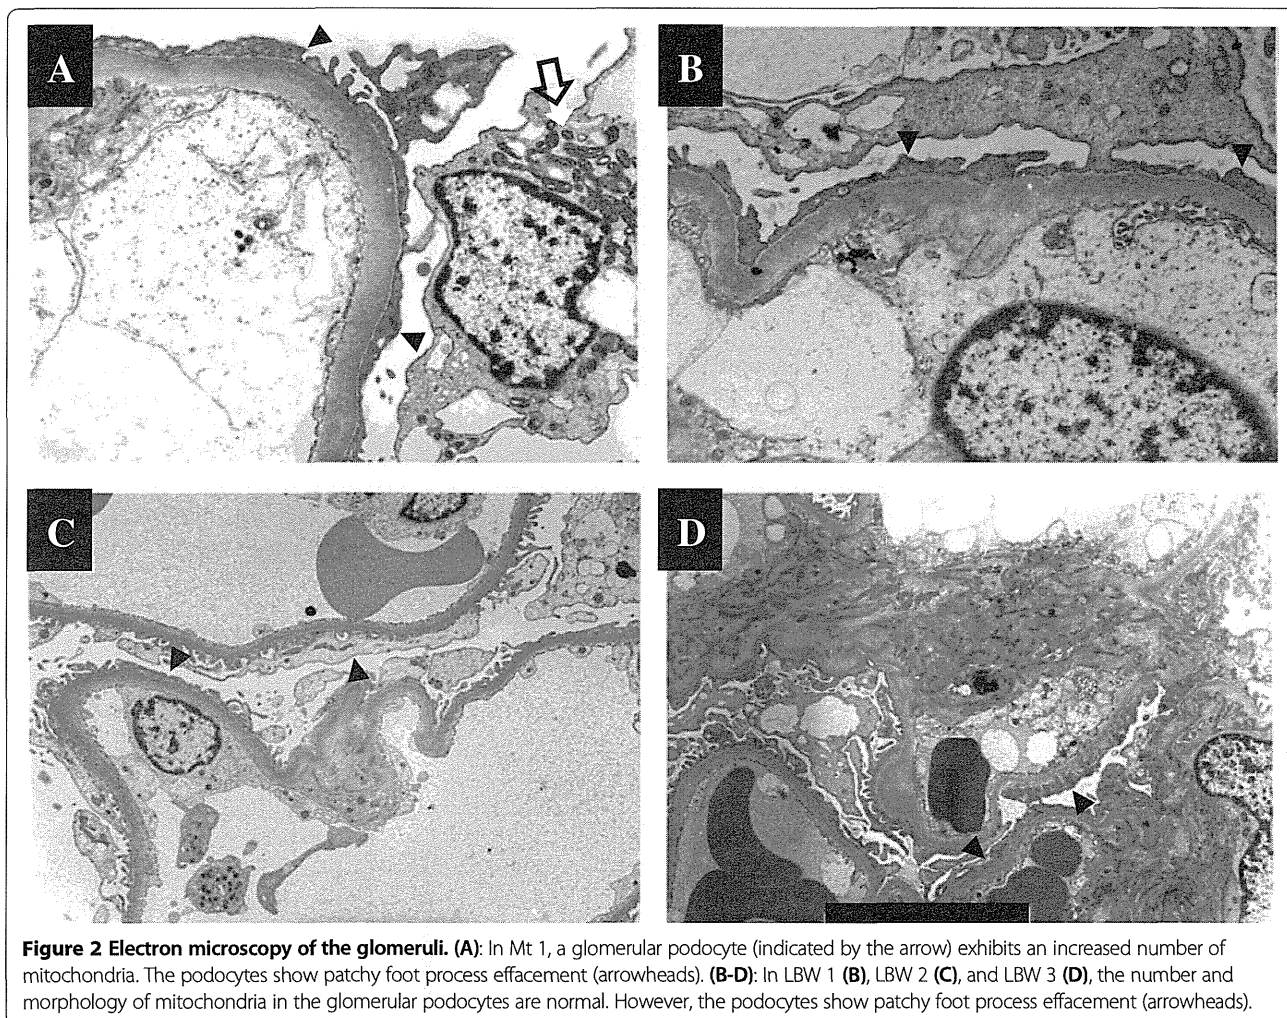 A
B
C
D
Figure 2 Electron microscopy of the glomeruli. (A): In Mt 1, a glomerular podocyte (indicated by the arrow) exhibits an increased number of
mitochondria. The podocytes show patchy foot process effacement (arrowheads). (B-D): In LBW 1 (B), LBW 2 (C), and LBW 3 (D), the number and
morphology of mitochondria in the glomerular podocytes are normal. However, the podocytes show patchy foot process effacement (arrowheads).